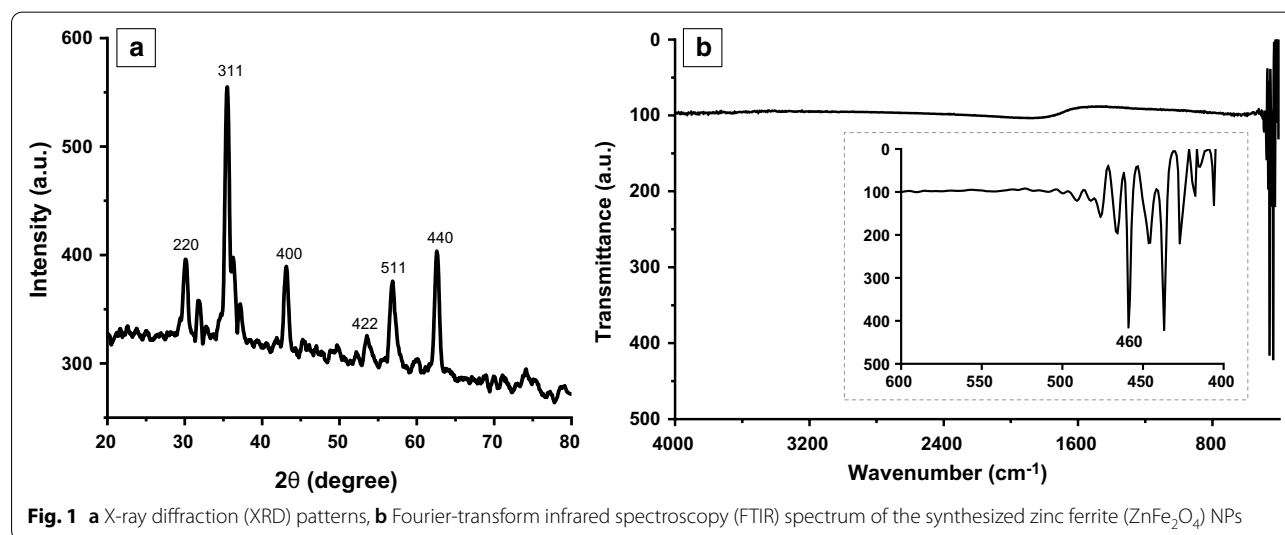 a
600
500
400
300
Intensity (a.u.)
220
311
400
422
511
440
20 30 40 50 60 70 80
2θ (degree)
b
0
100
200
300
400
500
Transmittance (a.u.)
4000 3200 2400 1600 800
Wavenumber (cm⁻¹)
0
100
200
300
400
500
460
600 550 500 450 400
Fig. 1 a X-ray diffraction (XRD) patterns, b Fourier-transform infrared spectroscopy (FTIR) spectrum of the synthesized zinc ferrite (ZnFe₂O₄) NPs